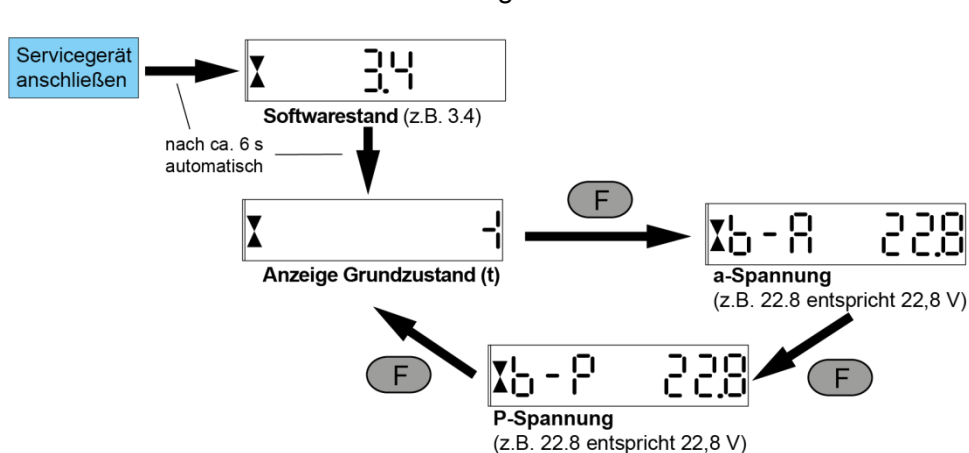 Servicegerät
anschließen
3.4
Softwarestand (z.B. 3.4)
nach ca. 6 s
automatisch
F
Anzeige Grundzustand (t)
b-A 22.8
a-Spannung
(z.B. 22.8 entspricht 22,8 V)
F
F
b-P 22.8
P-Spannung
(z.B. 22.8 entspricht 22,8 V)